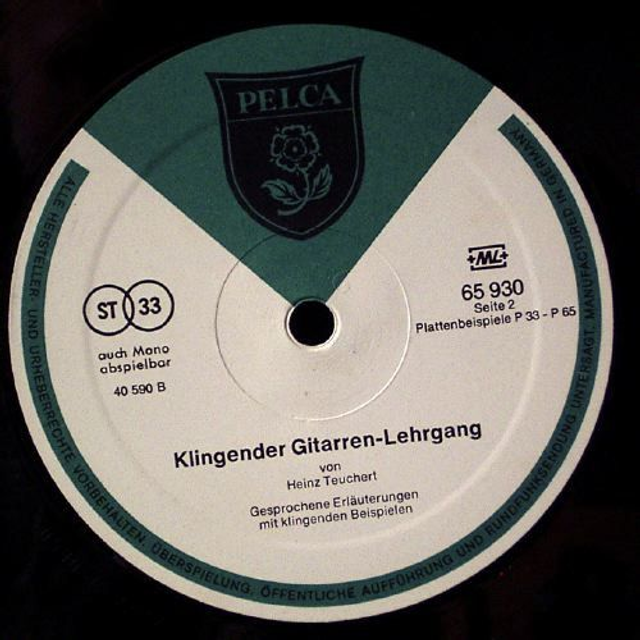 PELCA
ST 33
auch Mono
abspielbar
40 590 B
+ML+
65 930
Seite 2
Plattenbeispiele P 33 - P 65
Klingender Gitarren-Lehrgang
von
Heinz Teuchert
Gesprochene Erläuterungen
mit klingenden Beispielen
ALLE HERSTELLER- UND URHEBERRECHTE VORBEHALTEN. ÜBERSPIELUNG, ÖFFENTLICHE AUFFÜHRUNG UND RUNDFUNKSENDUNG UNTERSAGT. MANUFACTURED IN GERMANY